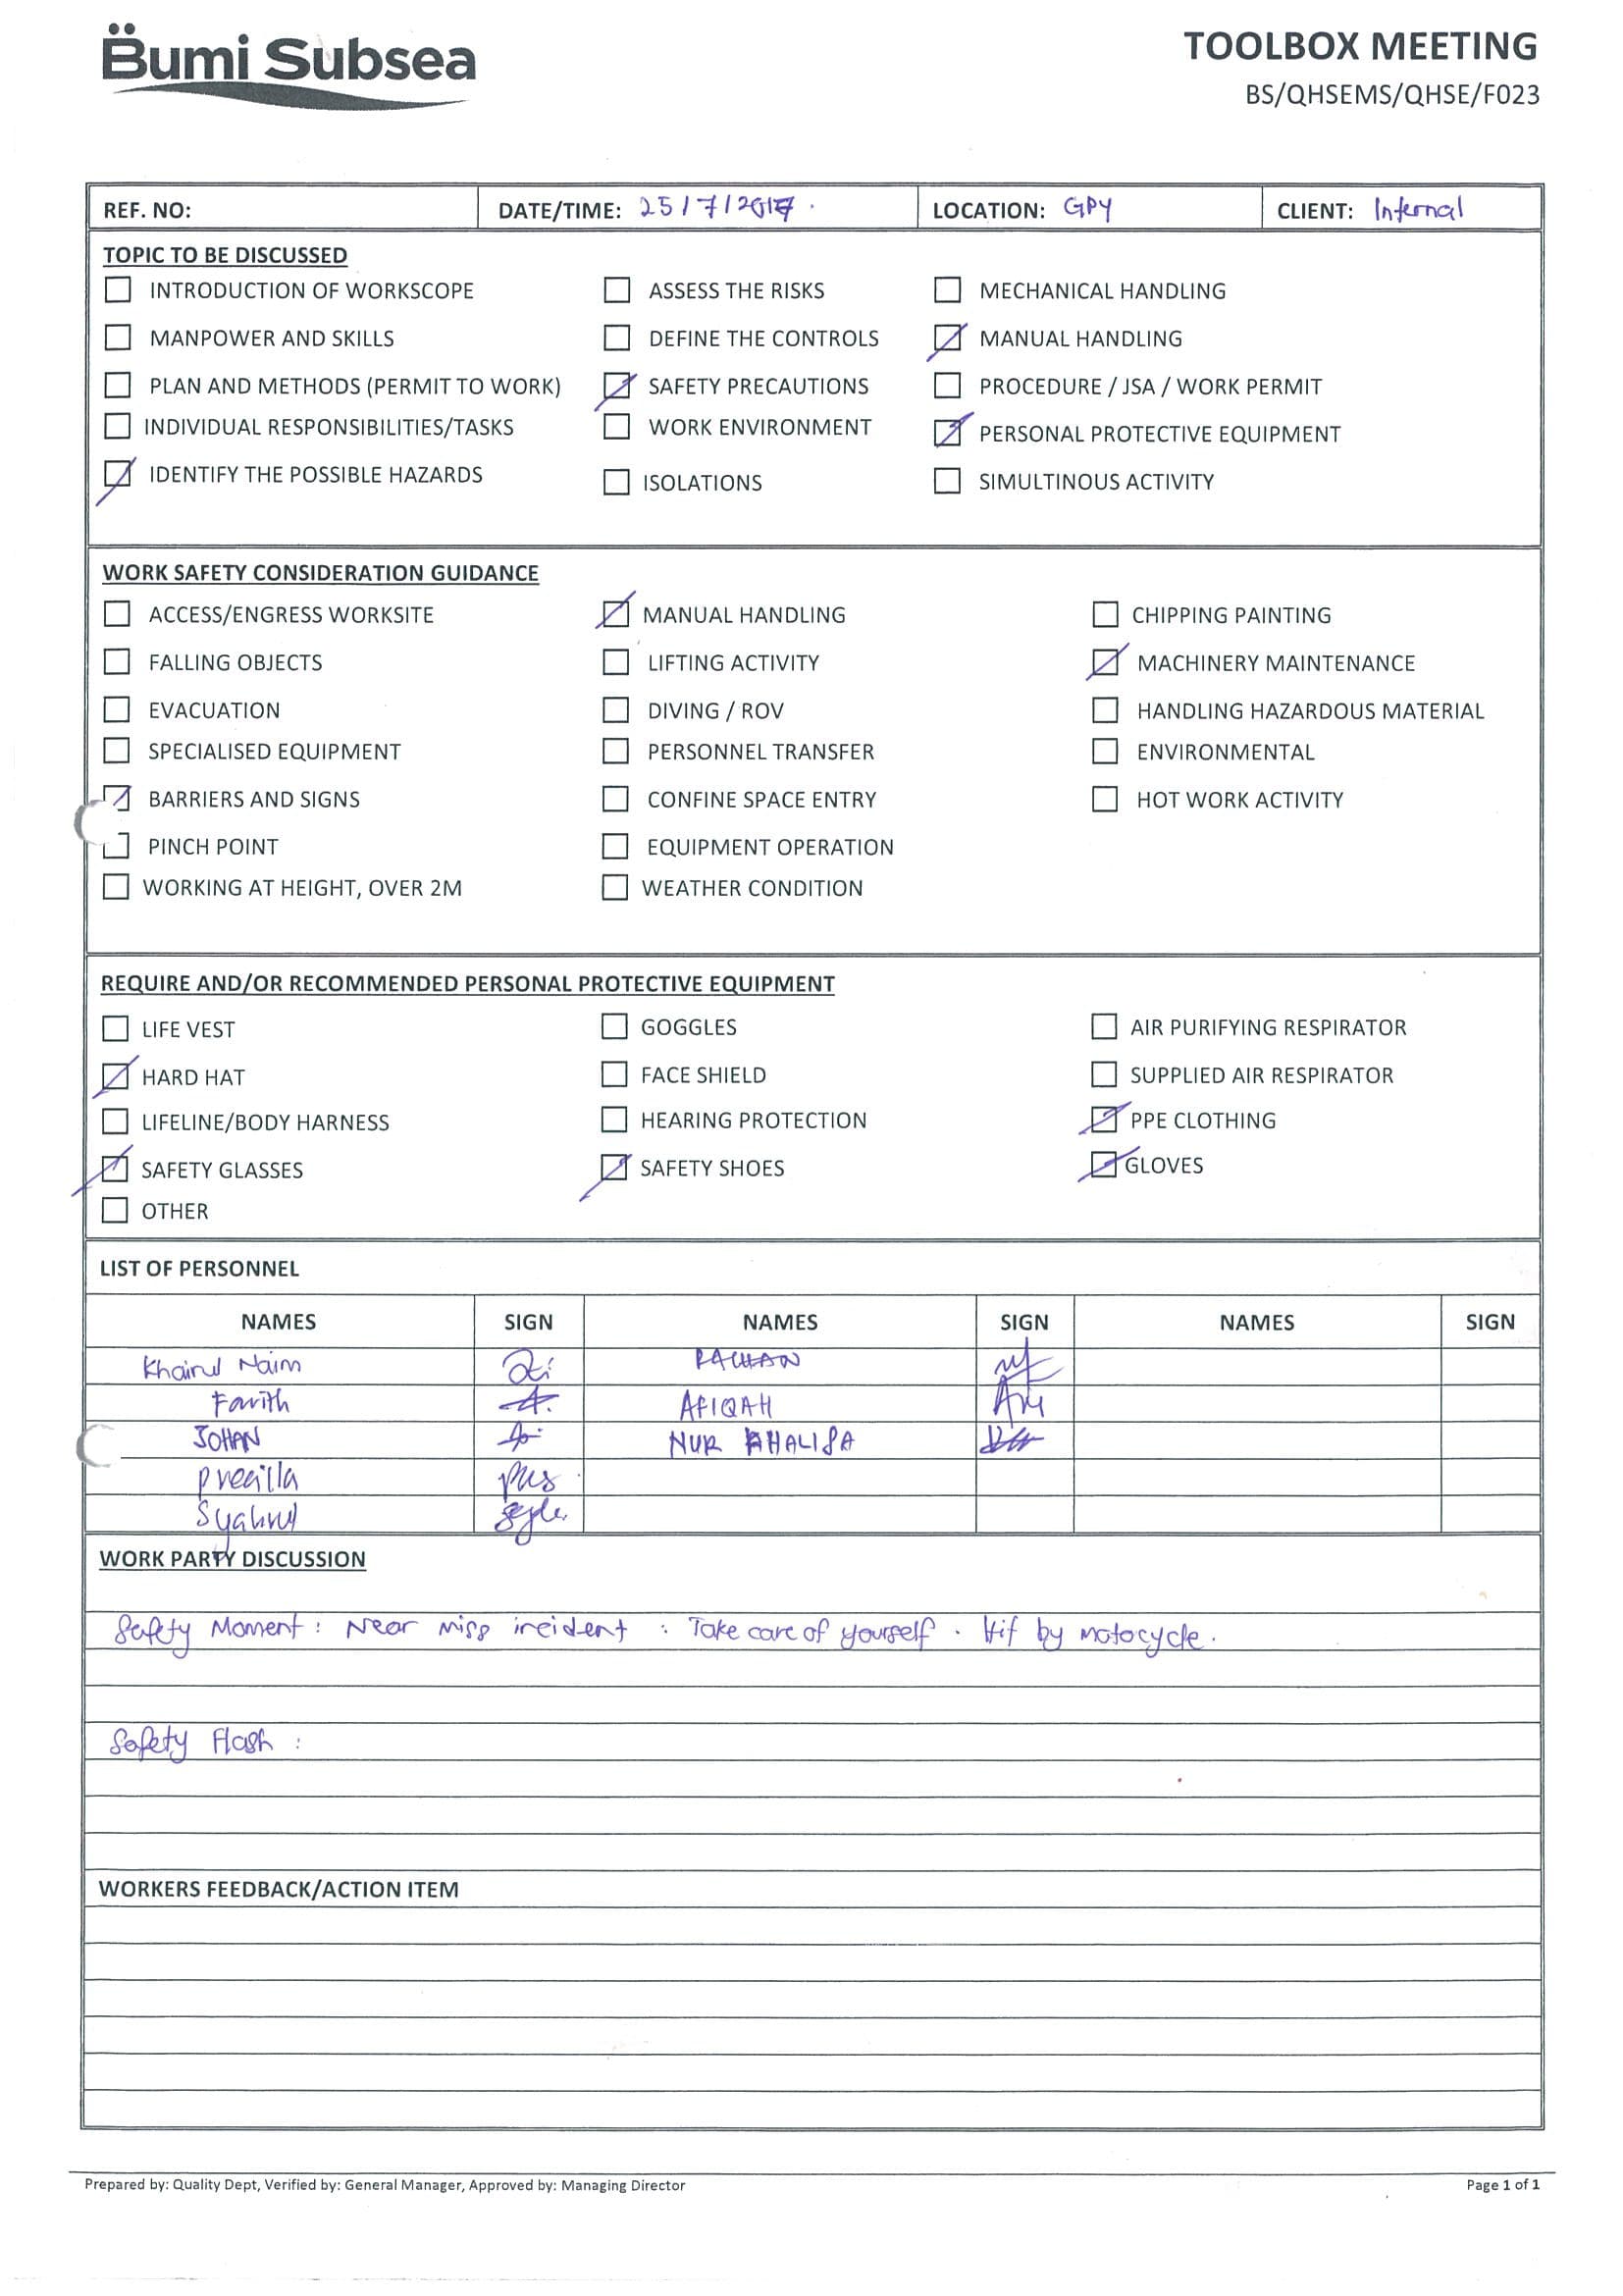 Bumi Subsea
TOOLBOX MEETING
BS/QHSEMS/QHSE/F023
REF. NO: DATE/TIME: 25/7/2017. LOCATION: GPY CLIENT: Internal
TOPIC TO BE DISCUSSED
INTRODUCTION OF WORKSCOPE ASSESS THE RISKS MECHANICAL HANDLING
MANPOWER AND SKILLS DEFINE THE CONTROLS MANUAL HANDLING
PLAN AND METHODS (PERMIT TO WORK) SAFETY PRECAUTIONS PROCEDURE / JSA / WORK PERMIT
INDIVIDUAL RESPONSIBILITIES/TASKS WORK ENVIRONMENT PERSONAL PROTECTIVE EQUIPMENT
IDENTIFY THE POSSIBLE HAZARDS ISOLATIONS SIMULTINOUS ACTIVITY
WORK SAFETY CONSIDERATION GUIDANCE
ACCESS/ENGRESS WORKSITE MANUAL HANDLING CHIPPING PAINTING
FALLING OBJECTS LIFTING ACTIVITY MACHINERY MAINTENANCE
EVACUATION DIVING / ROV HANDLING HAZARDOUS MATERIAL
SPECIALISED EQUIPMENT PERSONNEL TRANSFER ENVIRONMENTAL
BARRIERS AND SIGNS CONFINE SPACE ENTRY HOT WORK ACTIVITY
PINCH POINT EQUIPMENT OPERATION
WORKING AT HEIGHT, OVER 2M WEATHER CONDITION
REQUIRE AND/OR RECOMMENDED PERSONAL PROTECTIVE EQUIPMENT
LIFE VEST GOGGLES AIR PURIFYING RESPIRATOR
HARD HAT FACE SHIELD SUPPLIED AIR RESPIRATOR
LIFELINE/BODY HARNESS HEARING PROTECTION PPE CLOTHING
SAFETY GLASSES SAFETY SHOES GLOVES
OTHER
LIST OF PERSONNEL
NAMES SIGN NAMES SIGN NAMES SIGN
Khairul Naim
Farith AFIQAH
JOHAN NUR KHALISA
precilla
Syahrul
WORK PARTY DISCUSSION
Safety Moment : Near miss incident : Take care of yourself . Hit by motocycle.
Safety Flash :
WORKERS FEEDBACK/ACTION ITEM
Prepared by: Quality Dept, Verified by: General Manager, Approved by: Managing Director Page 1 of 1